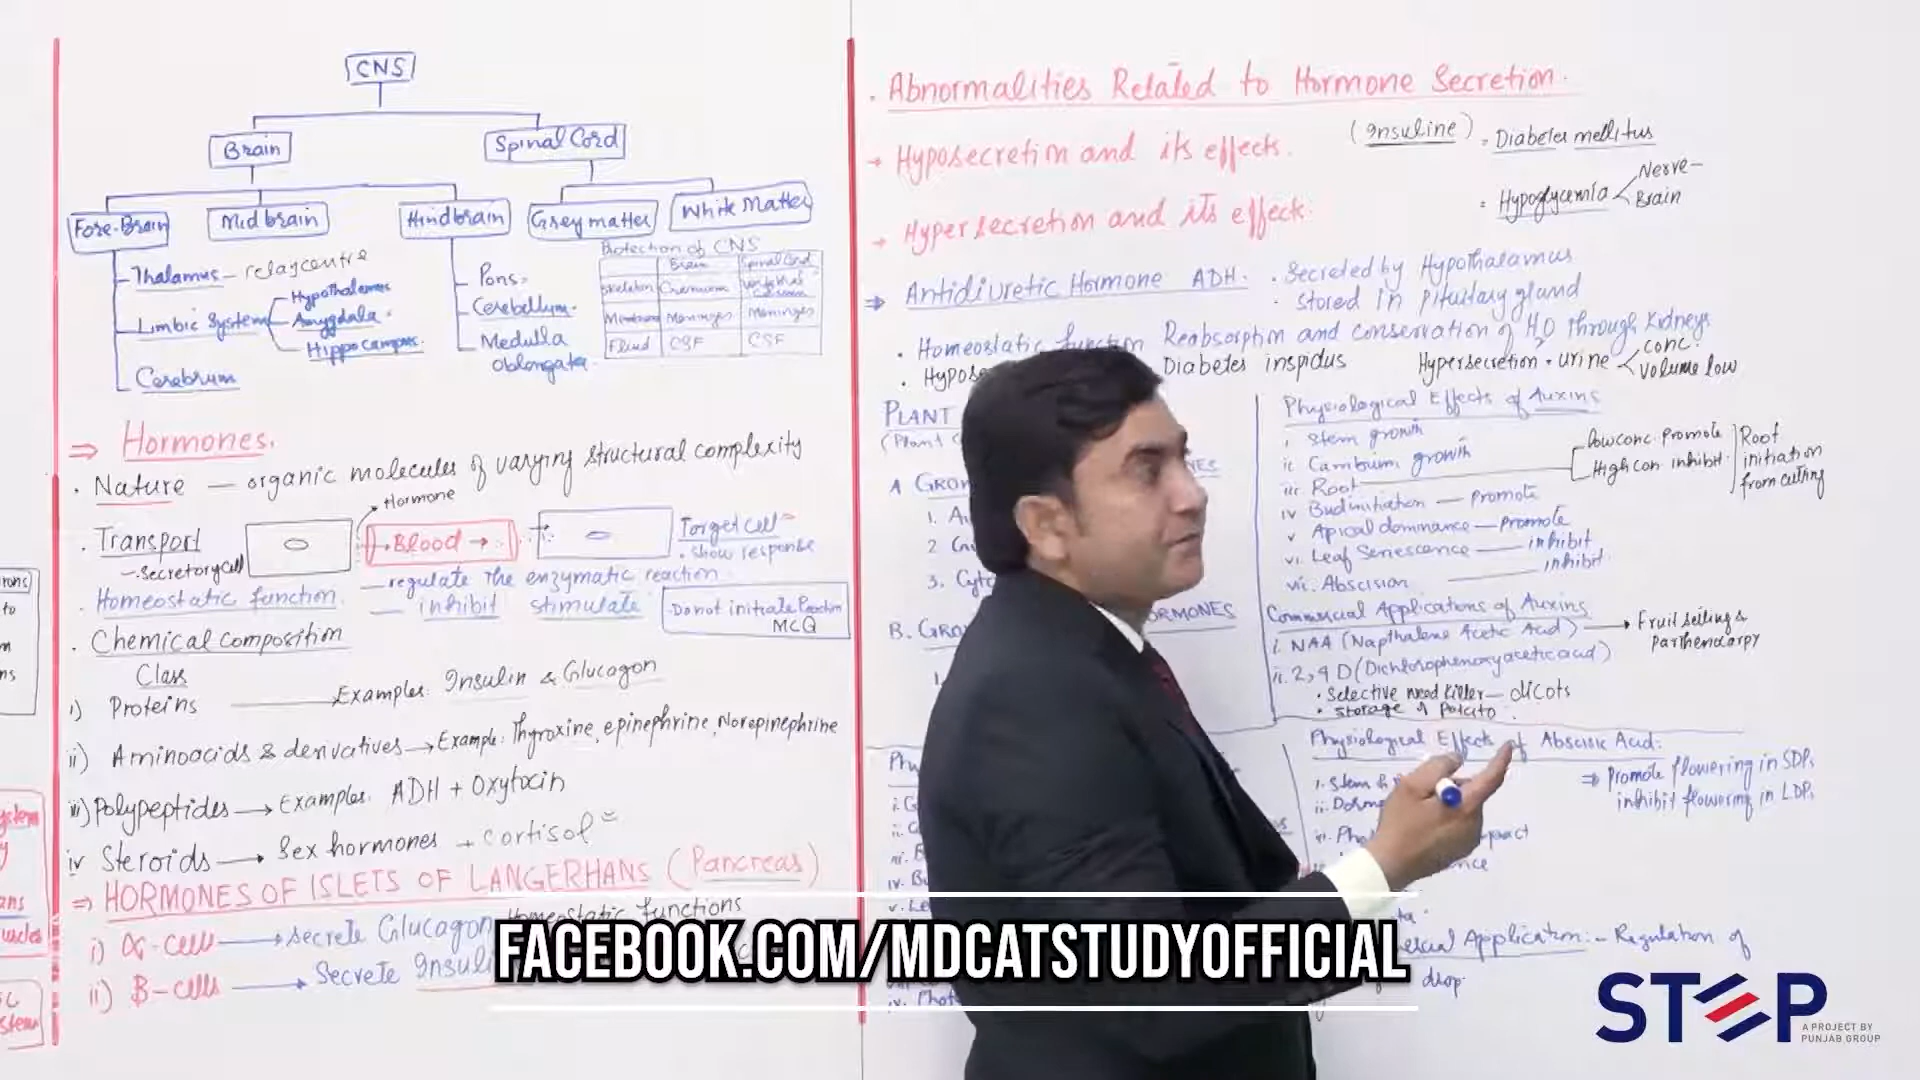 CNS
Brain
Spinal Cord
Fore-Brain
Midbrain
Hindbrain
Grey matter
White Matter
Thalamus - relay centre
Limbic System
Hypothalamus
Amygdala
Hippocampus
Cerebrum
Pons
Cerebellum
Medulla
oblongata
Protection of CNS
Brain Spinal Cord
Skeleton Cranium
Meninges Meninges
Fluid CSF CSF
⇒ Hormones.
. Nature — organic molecules of varying structural complexity
Hormone
. Transport
- Secretory cell
Blood →
Target cell
. show response
. Homeostatic function — regulate the enzymatic reaction
— inhibit stimulate
Do not initiate Reaction
MCQ
. Chemical composition
Class
i) Proteins Examples: Insulin & Glucagon
ii) Aminoacids & derivatives → Example: Thyroxine, epinephrine, Norepinephrine
iii) Polypeptides → Examples. ADH + Oxytocin
iv Steroids → Sex hormones → cortisol
⇒ HORMONES OF ISLETS OF LANGERHANS (Pancreas)
Homeostatic functions
i) α-cells → secrete Glucagon
ii) B-cells → Secrete
. Abnormalities Related to Hormone Secretion.
→ Hyposecretion and its effects.
(Insuline) = Diabetes mellitus
= Hypoglycemia
Nerve
Brain
→ Hypersecretion and its effect.
⇒ Antidiuretic Hormone ADH. . Secreted by Hypothalamus
. Stored in Pituitary gland
. Homeostatic function Reabsorption and conservation of H2O through Kidneys
Diabetes inspidus Hypersecretion . urine
conc.
volume low
PLANT
A GRO
B. GRO
HORMONES
Physiological Effects of Auxins
i Stem growth
ii Cambium growth
iii Root
Low conc promote
High con inhibit
Root
initiation
from cutting
iv Bud initiation — promote
v Apical dominance — promote
vi Leaf Senescence — inhibit
vii. Abscision — inhibit
Commercial Applications of Auxins
i. NAA (Napthalene Acetic Acid) → Fruit setting &
parthenocarpy
ii. 2,4 D (Dichlorophenoxyacetic acid)
. Selective weed Killer — dicots
. Storage of Potato
Physiological Effects of Abscisic Acid:
⇒ Promote flowering in SDPs
inhibit flowering in LDPs
Application:- Regulation of
drop.
FACEBOOK.COM/MDCATSTUDYOFFICIAL
STEP
A PROJECT BY
PUNJAB GROUP